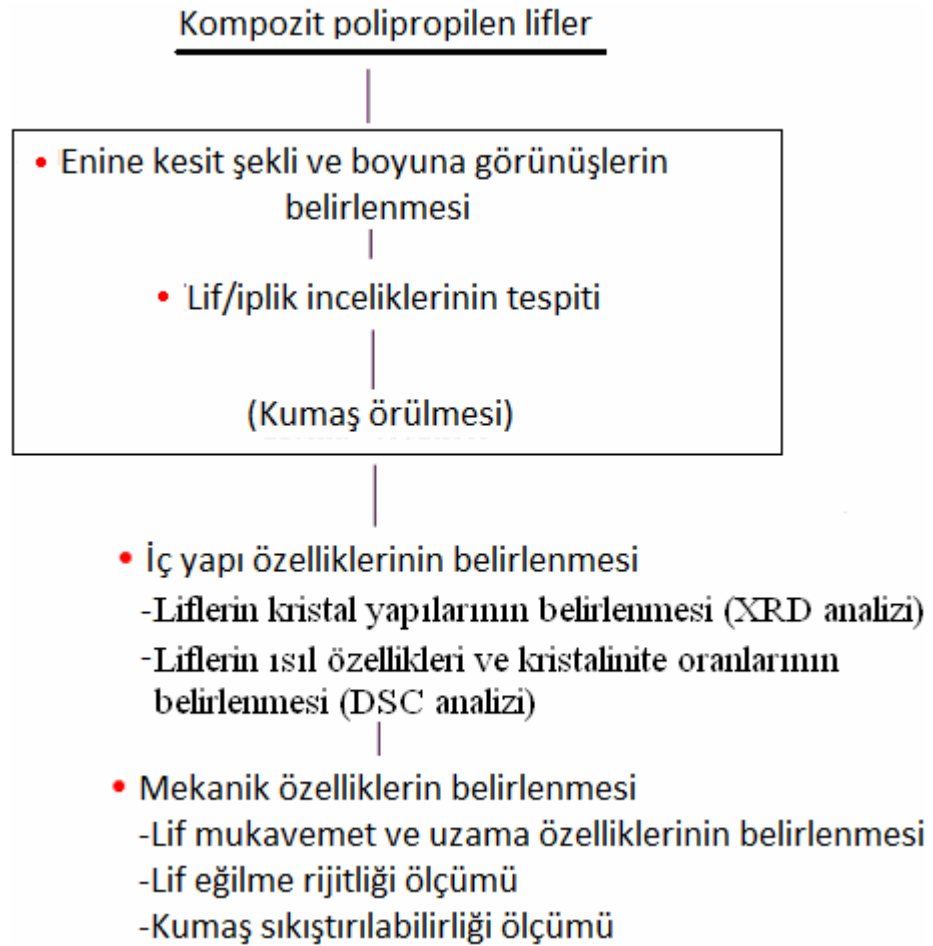 Kompozit polipropilen lifler
• Enine kesit şekli ve boyuna görünüşlerin
belirlenmesi
• Lif/iplik inceliklerinin tespiti
(Kumaş örülmesi)
• İç yapı özelliklerinin belirlenmesi
-Liflerin kristal yapılarının belirlenmesi (XRD analizi)
-Liflerin ısıl özellikleri ve kristalinite oranlarının
belirlenmesi (DSC analizi)
• Mekanik özelliklerin belirlenmesi
-Lif mukavemet ve uzama özelliklerinin belirlenmesi
-Lif eğilme rijitliği ölçümü
-Kumaş sıkıştırılabilirliği ölçümü